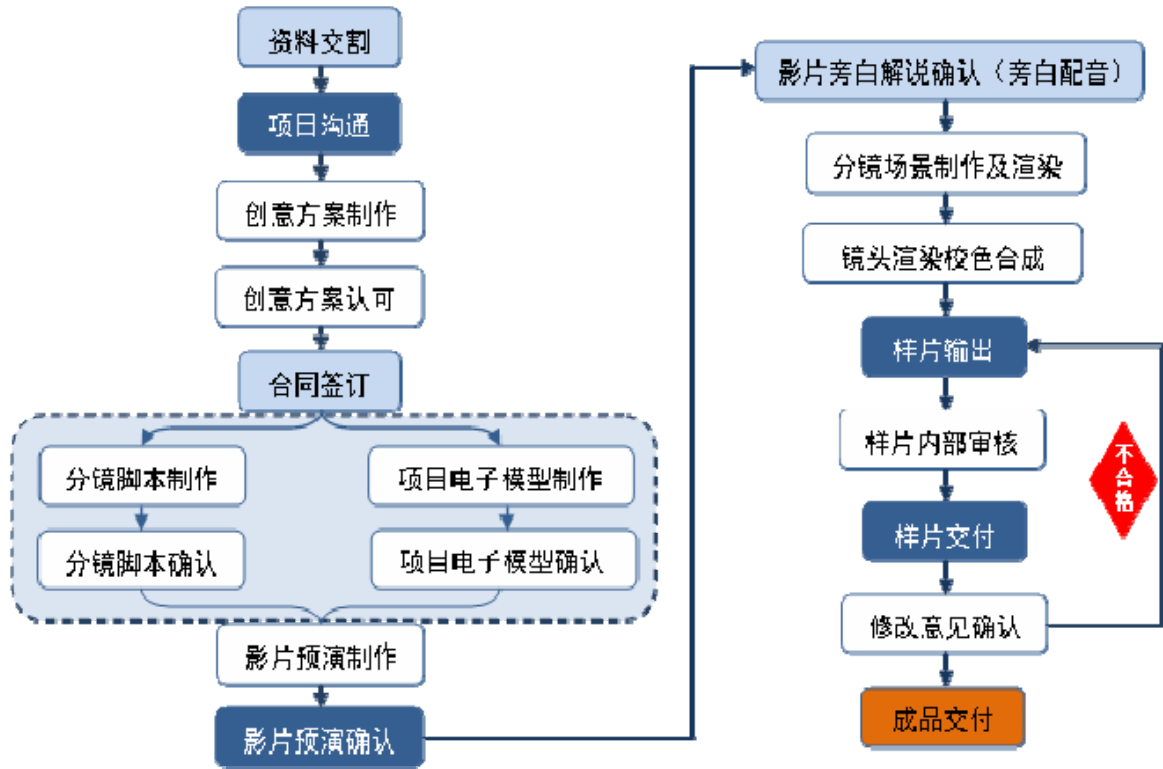 资料交割
项目沟通
创意方案制作
创意方案认可
合同签订
分镜脚本制作
项目电子模型制作
分镜脚本确认
项目电子模型确认
影片预演制作
影片预演确认
影片旁白解说确认（旁白配音）
分镜场景制作及渲染
镜头渲染校色合成
样片输出
样片内部审核
不合格
样片交付
修改意见确认
成品交付